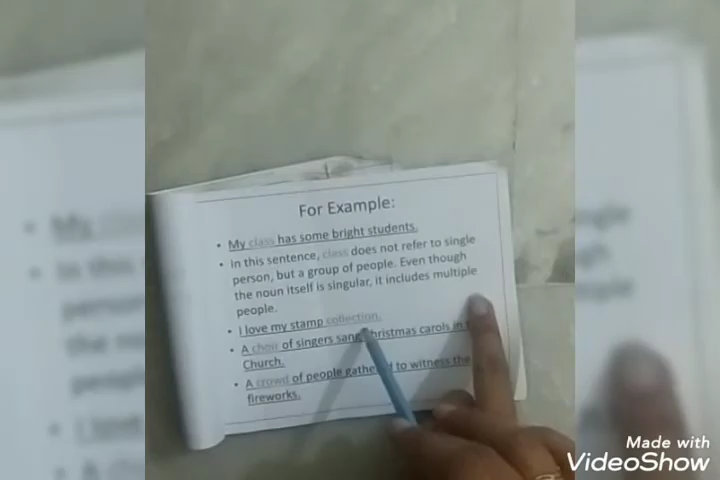 For Example:
• My class has some bright students.
• In this sentence, class does not refer to single
person, but a group of people. Even though
the noun itself is singular, it includes multiple
people.
• I love my stamp collection.
• A choir of singers sang Christmas carols in
Church.
• A crowd of people gathered to witness the
fireworks.
Made with
VideoShow